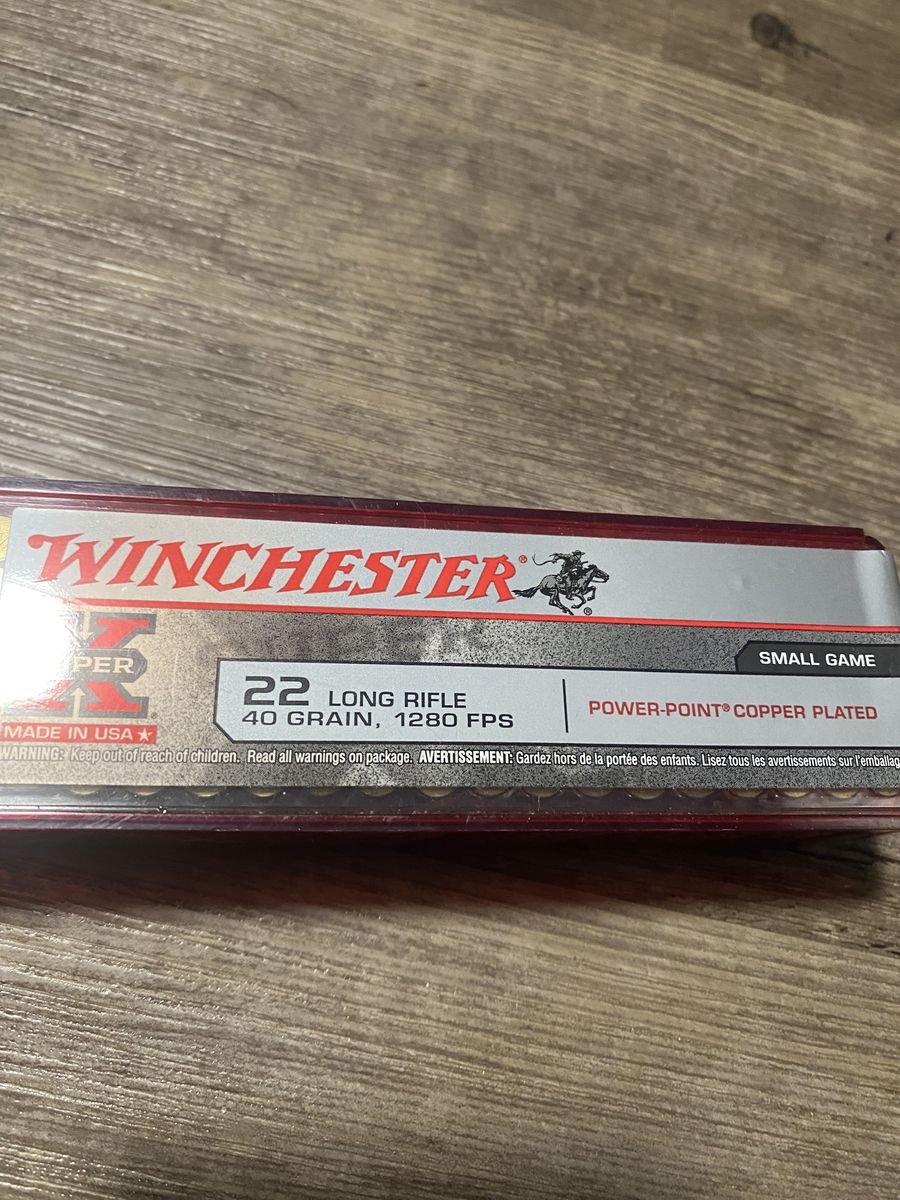 WINCHESTER®
®
X
PER
SMALL GAME
22 LONG RIFLE
40 GRAIN, 1280 FPS
POWER-POINT® COPPER PLATED
MADE IN USA
WARNING: Keep out of reach of children. Read all warnings on package. AVERTISSEMENT: Gardez hors de la portée des enfants. Lisez tous les avertissements sur l'emballag